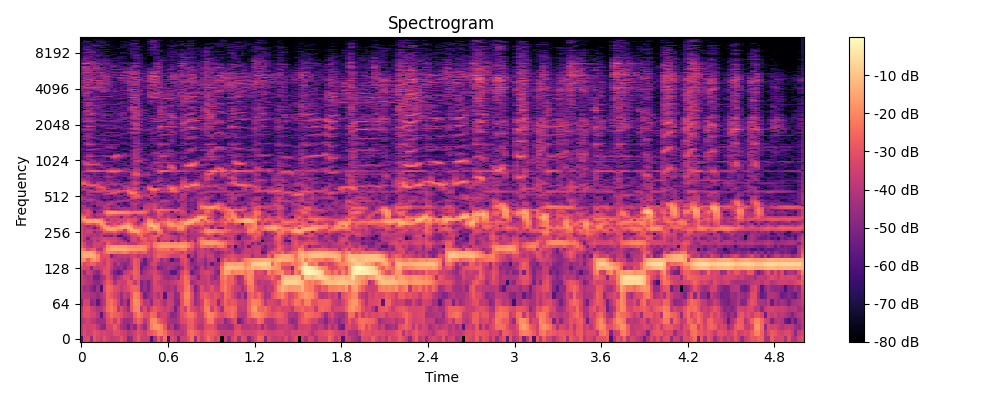 Spectrogram
8192
4096
2048
1024
512
256
128
64
0
Frequency
0 0.6 1.2 1.8 2.4 3 3.6 4.2 4.8
Time
-10 dB
-20 dB
-30 dB
-40 dB
-50 dB
-60 dB
-70 dB
-80 dB